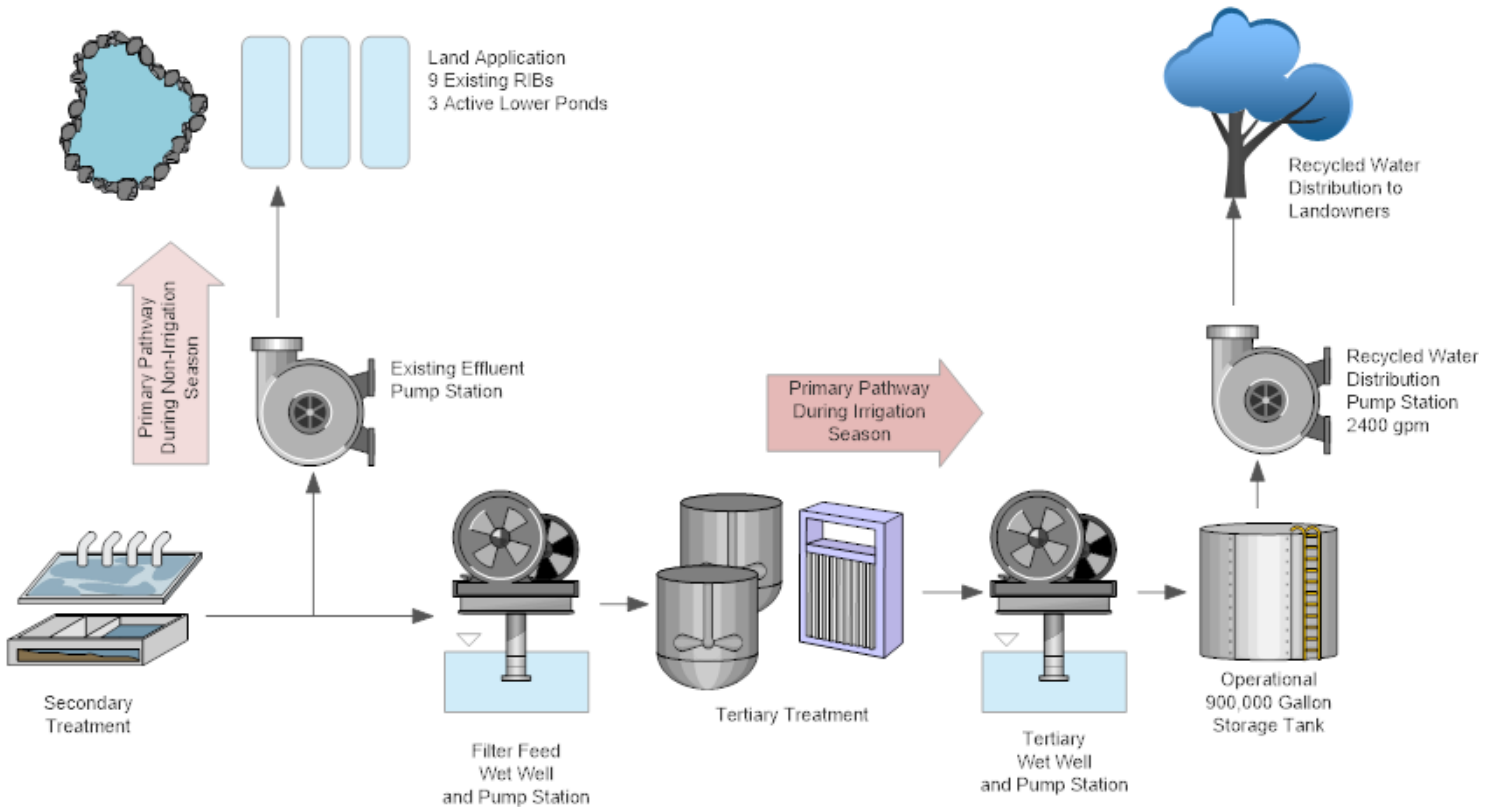 Land Application
9 Existing RIBs
3 Active Lower Ponds
Recycled Water
Distribution to
Landowners
Primary Pathway
During Non-Irrigation
Season
Existing Effluent
Pump Station
Primary Pathway
During Irrigation
Season
Recycled Water
Distribution
Pump Station
2400 gpm
Secondary
Treatment
Filter Feed
Wet Well
and Pump Station
Tertiary Treatment
Tertiary
Wet Well
and Pump Station
Operational
900,000 Gallon
Storage Tank